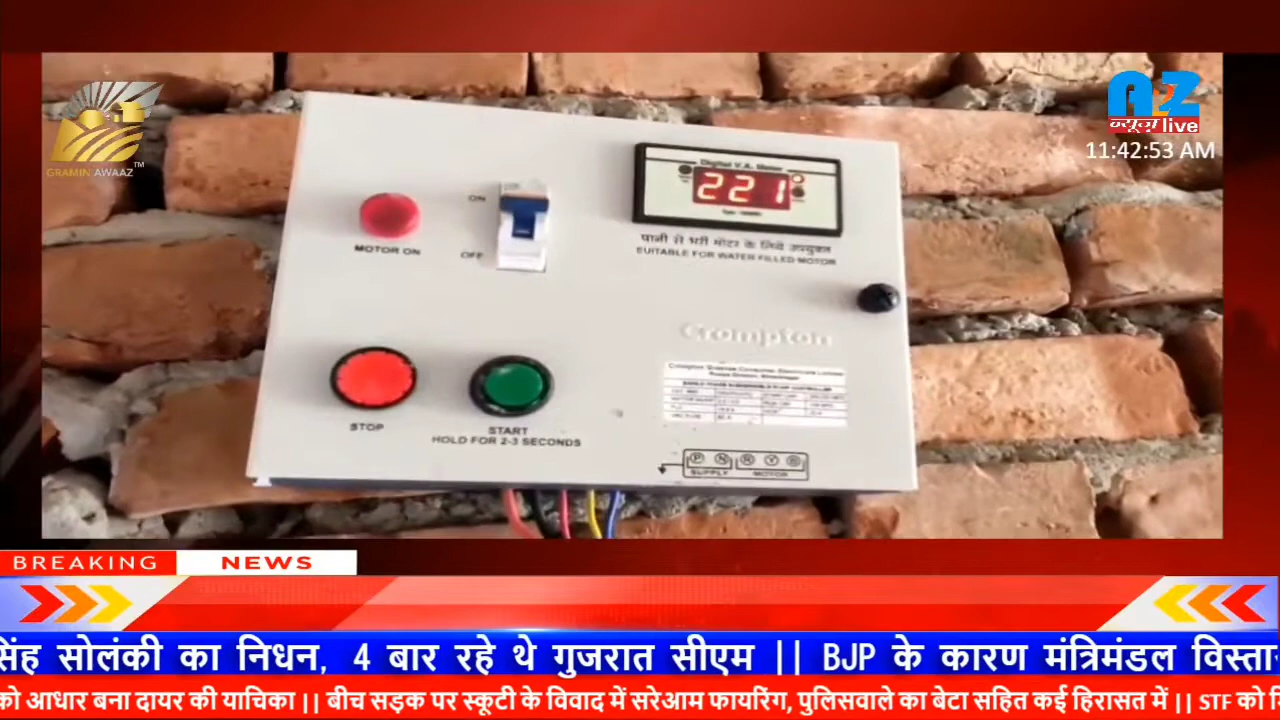 GRAMIN AWAAZ™
AZ
न्यूज़ live
11:42:53 AM
ON
OFF
MOTOR ON
Digital V.A. Meter
221
पानी से भरी मोटर के लिये उपयुक्त
SUITABLE FOR WATER FILLED MOTOR
Crompton
STOP
START
HOLD FOR 2-3 SECONDS
P N R Y B
SUPPLY MOTOR
BREAKING NEWS
सिंह सोलंकी का निधन, 4 बार रहे थे गुजरात सीएम || BJP के कारण मंत्रिमंडल विस्ता
को आधार बना दायर की याचिका || बीच सड़क पर स्कूटी के विवाद में सरेआम फायरिंग, पुलिसवाले का बेटा सहित कई हिरासत में || STF को